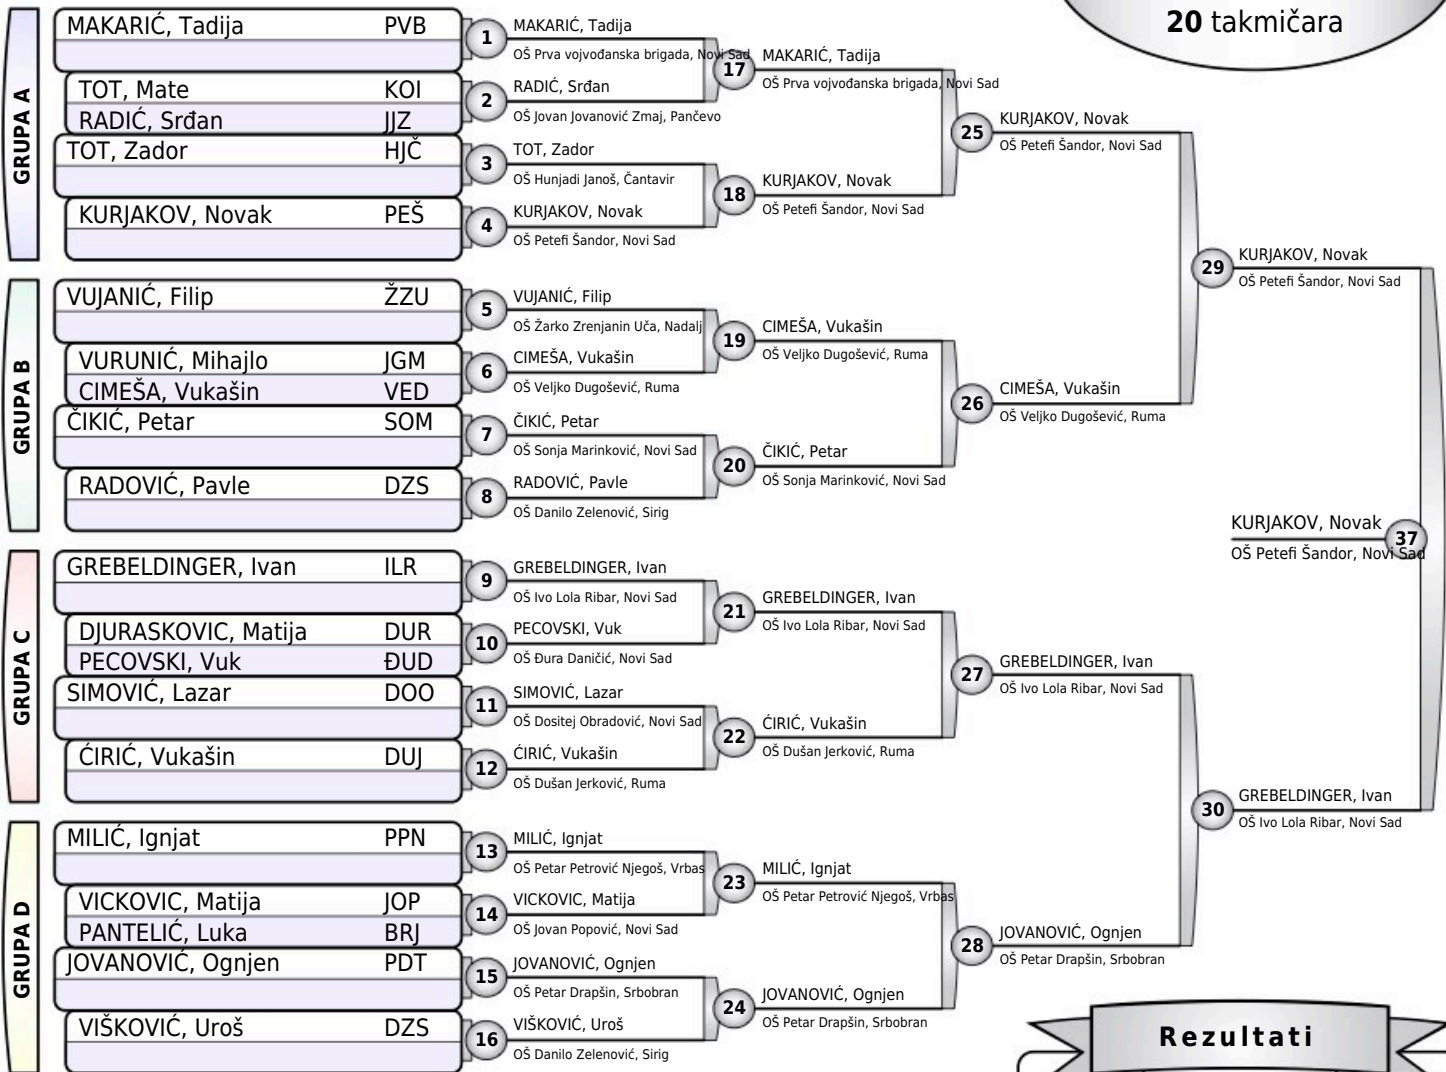 20 takmičara
GRUPA A
MAKARIĆ, Tadija PVB
TOT, Mate KOI
RADIĆ, Srđan JJZ
TOT, Zador HJČ
KURJAKOV, Novak PEŠ
GRUPA B
VUJANIĆ, Filip ŽZU
VURUNIĆ, Mihajlo JGM
CIMEŠA, Vukašin VED
ČIKIĆ, Petar SOM
RADOVIĆ, Pavle DZS
GRUPA C
GREBELDINGER, Ivan ILR
DJURASKOVIC, Matija DUR
PECOVSKI, Vuk ĐUD
SIMOVIĆ, Lazar DOO
ĆIRIĆ, Vukašin DUJ
GRUPA D
MILIĆ, Ignjat PPN
VICKOVIC, Matija JOP
PANTELIĆ, Luka BRJ
JOVANOVIĆ, Ognjen PDT
VIŠKOVIĆ, Uroš DZS
1 MAKARIĆ, Tadija
OŠ Prva vojvođanska brigada, Novi Sad
2 RADIĆ, Srđan
OŠ Jovan Jovanović Zmaj, Pančevo
3 TOT, Zador
OŠ Hunjadi Janoš, Čantavir
4 KURJAKOV, Novak
OŠ Petefi Šandor, Novi Sad
5 VUJANIĆ, Filip
OŠ Žarko Zrenjanin Uča, Nadalj
6 CIMEŠA, Vukašin
OŠ Veljko Dugošević, Ruma
7 ČIKIĆ, Petar
OŠ Sonja Marinković, Novi Sad
8 RADOVIĆ, Pavle
OŠ Danilo Zelenović, Sirig
9 GREBELDINGER, Ivan
OŠ Ivo Lola Ribar, Novi Sad
10 PECOVSKI, Vuk
OŠ Đura Daničić, Novi Sad
11 SIMOVIĆ, Lazar
OŠ Dositej Obradović, Novi Sad
12 ĆIRIĆ, Vukašin
OŠ Dušan Jerković, Ruma
13 MILIĆ, Ignjat
OŠ Petar Petrović Njegoš, Vrbas
14 VICKOVIC, Matija
OŠ Jovan Popović, Novi Sad
15 JOVANOVIĆ, Ognjen
OŠ Petar Drapšin, Srbobran
16 VIŠKOVIĆ, Uroš
OŠ Danilo Zelenović, Sirig
17 MAKARIĆ, Tadija
OŠ Prva vojvođanska brigada, Novi Sad
18 KURJAKOV, Novak
OŠ Petefi Šandor, Novi Sad
19 CIMEŠA, Vukašin
OŠ Veljko Dugošević, Ruma
20 ČIKIĆ, Petar
OŠ Sonja Marinković, Novi Sad
21 GREBELDINGER, Ivan
OŠ Ivo Lola Ribar, Novi Sad
22 ĆIRIĆ, Vukašin
OŠ Dušan Jerković, Ruma
23 MILIĆ, Ignjat
OŠ Petar Petrović Njegoš, Vrbas
24 JOVANOVIĆ, Ognjen
OŠ Petar Drapšin, Srbobran
25 KURJAKOV, Novak
OŠ Petefi Šandor, Novi Sad
26 CIMEŠA, Vukašin
OŠ Veljko Dugošević, Ruma
27 GREBELDINGER, Ivan
OŠ Ivo Lola Ribar, Novi Sad
28 JOVANOVIĆ, Ognjen
OŠ Petar Drapšin, Srbobran
29 KURJAKOV, Novak
OŠ Petefi Šandor, Novi Sad
30 GREBELDINGER, Ivan
OŠ Ivo Lola Ribar, Novi Sad
KURJAKOV, Novak 37
OŠ Petefi Šandor, Novi Sad
Rezultati